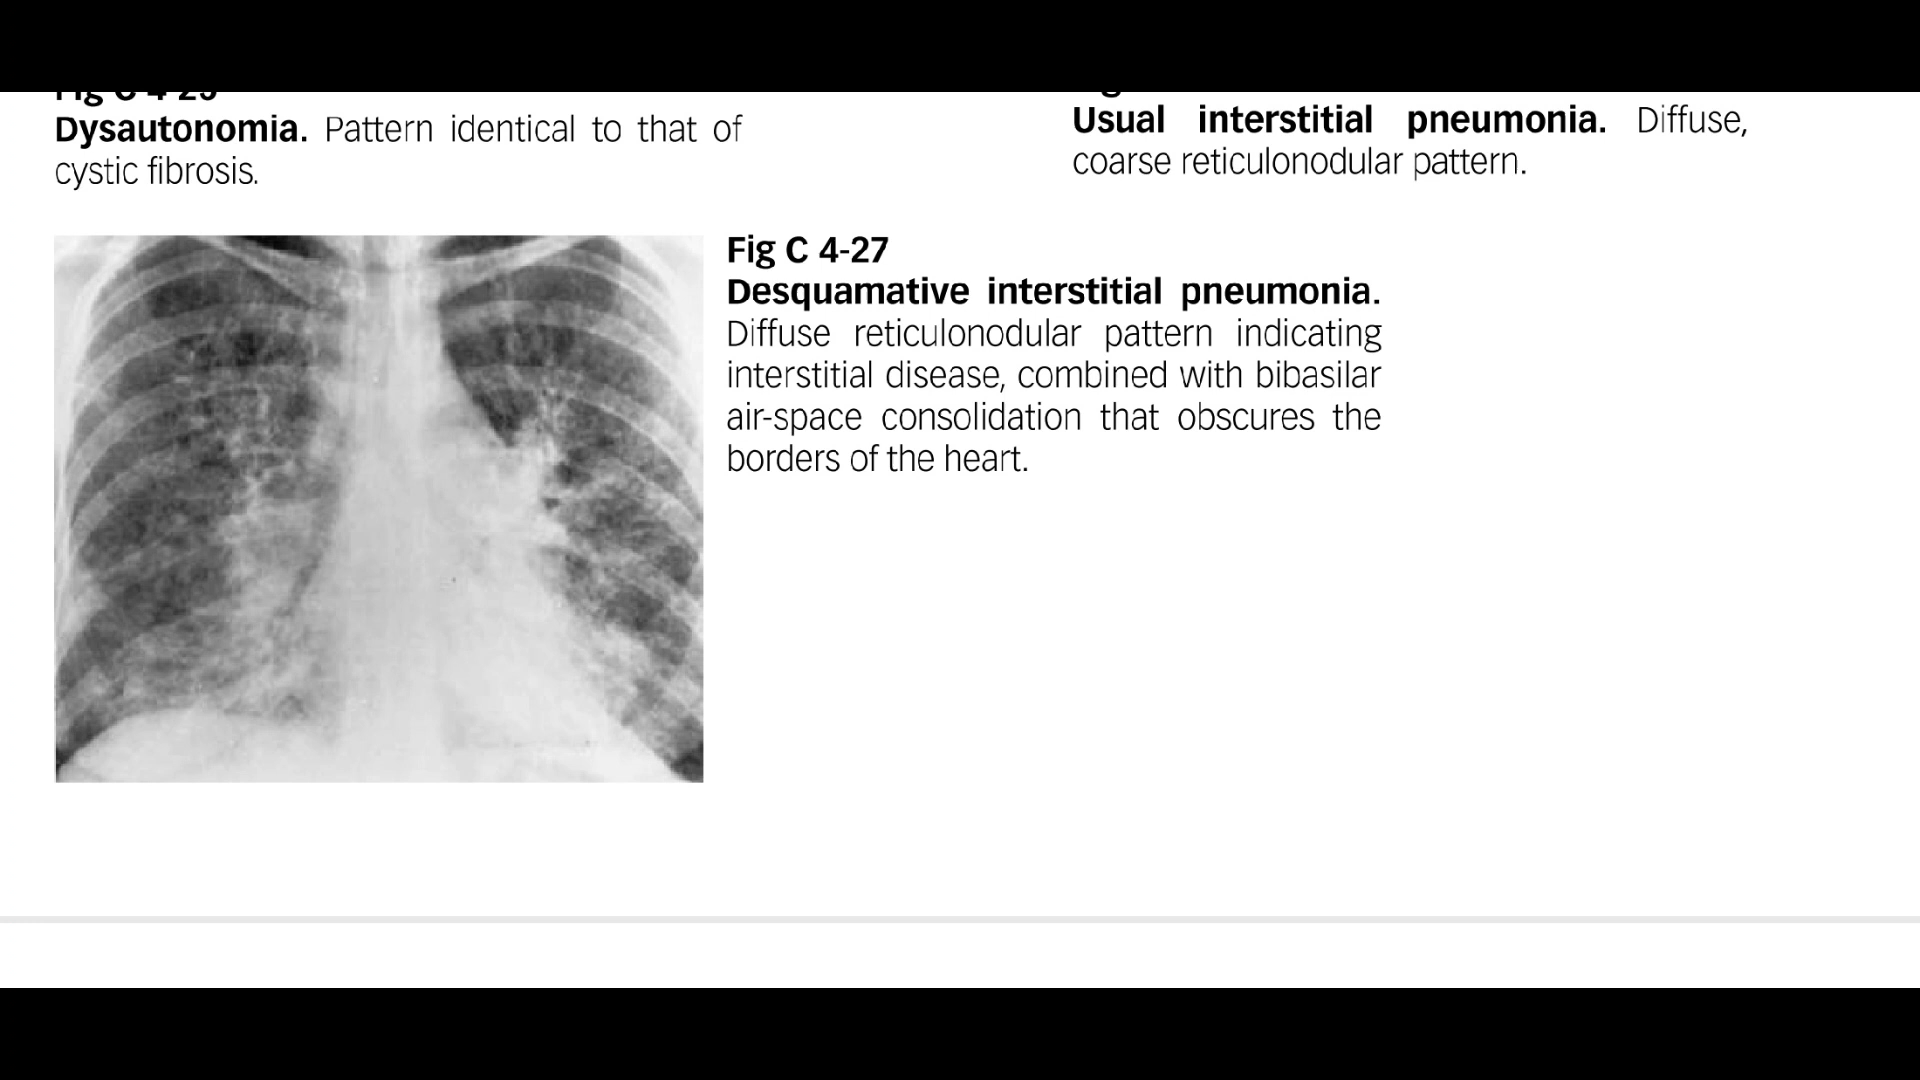 Dysautonomia. Pattern identical to that of
cystic fibrosis.
Usual interstitial pneumonia. Diffuse,
coarse reticulonodular pattern.
Fig C 4-27
Desquamative interstitial pneumonia.
Diffuse reticulonodular pattern indicating
interstitial disease, combined with bibasilar
air-space consolidation that obscures the
borders of the heart.